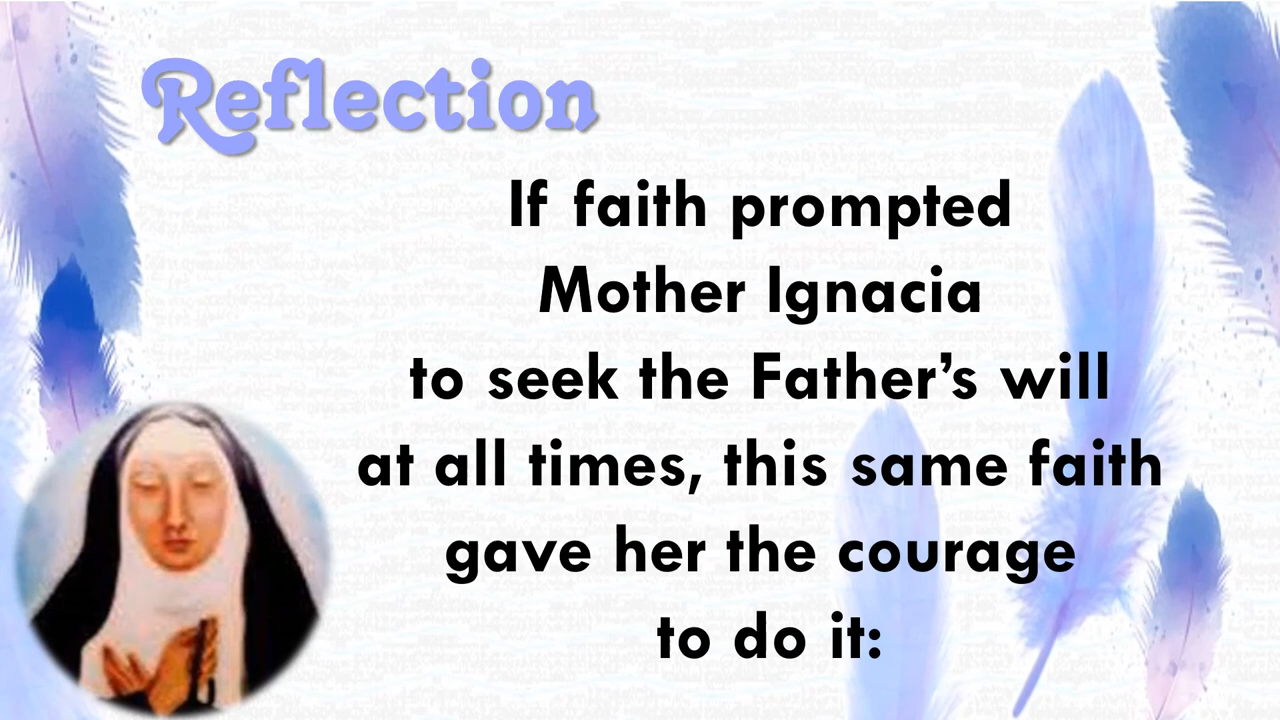 Reflection
If faith prompted
Mother Ignacia
to seek the Father’s will
at all times, this same faith
gave her the courage
to do it: